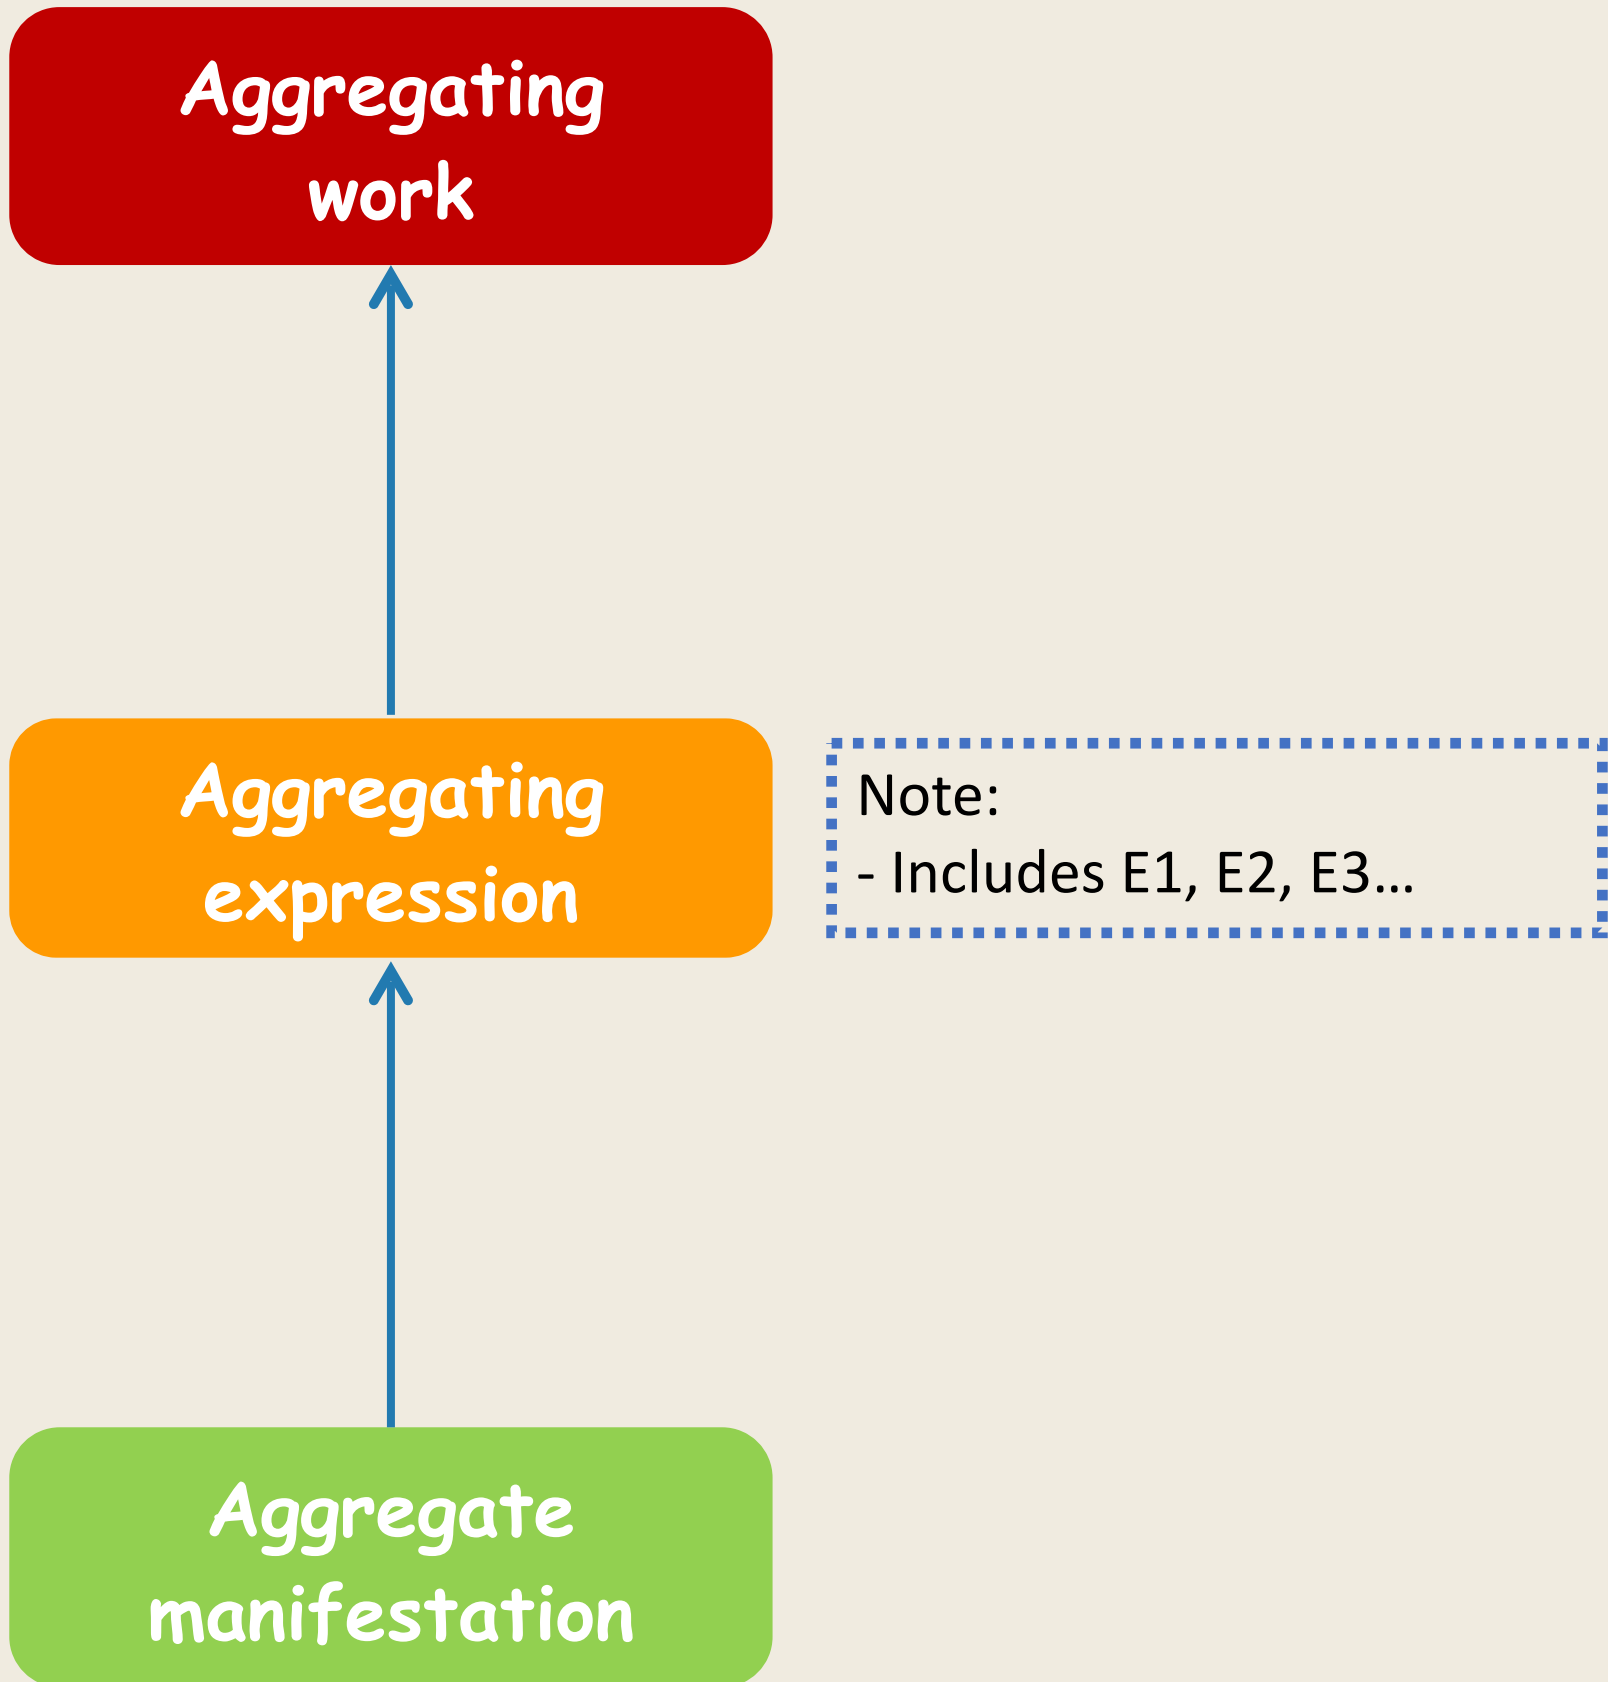 Aggregating
work
Aggregating
expression
Note:
- Includes E1, E2, E3...
Aggregate
manifestation